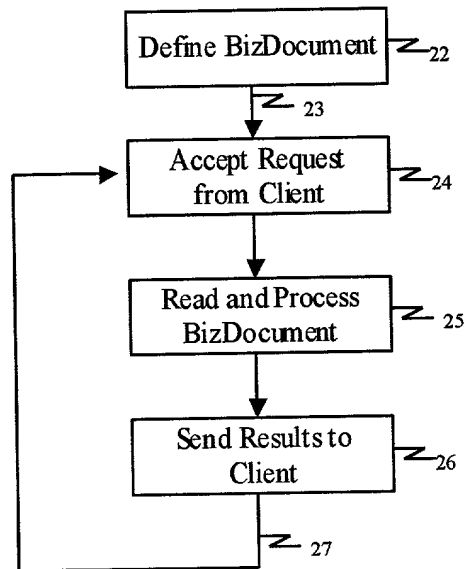 Define BizDocument
22
23
Accept Request
from Client
24
Read and Process
BizDocument
25
Send Results to
Client
26
27